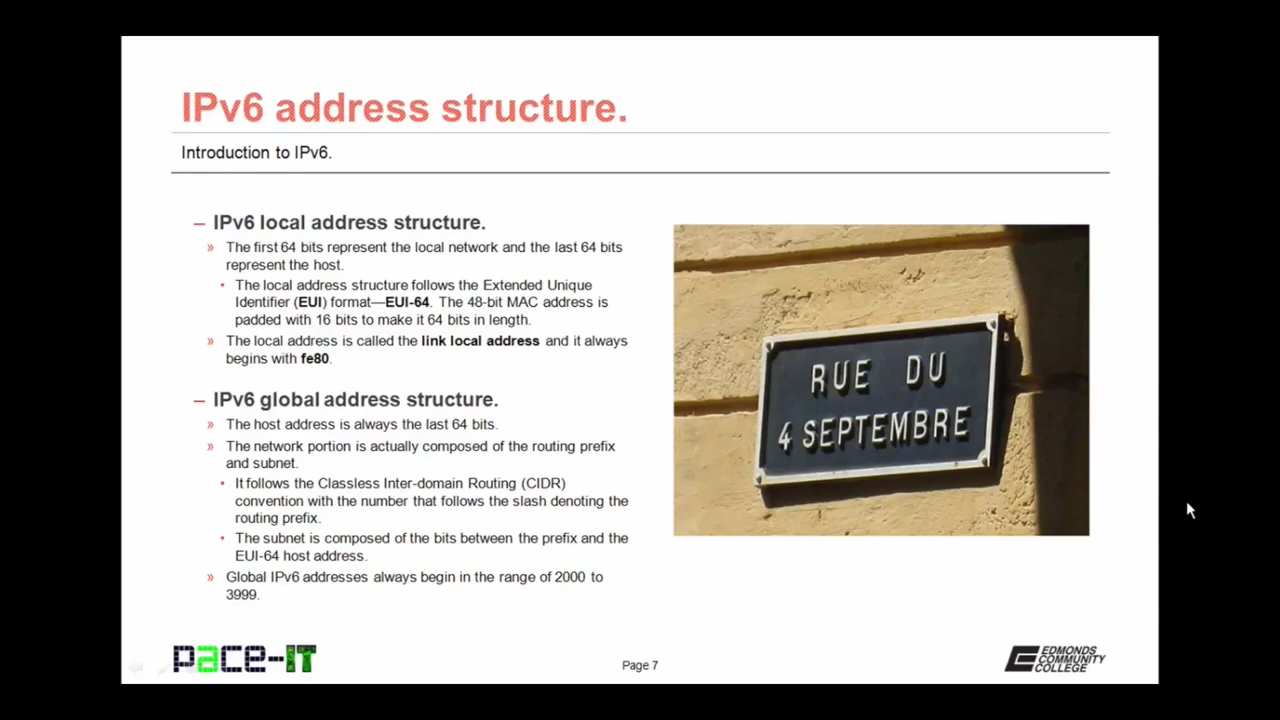 IPv6 address structure.
Introduction to IPv6.
– IPv6 local address structure.
» The first 64 bits represent the local network and the last 64 bits
represent the host.
• The local address structure follows the Extended Unique
Identifier (EUI) format—EUI-64. The 48-bit MAC address is
padded with 16 bits to make it 64 bits in length.
» The local address is called the link local address and it always
begins with fe80.
– IPv6 global address structure.
» The host address is always the last 64 bits.
» The network portion is actually composed of the routing prefix
and subnet.
• It follows the Classless Inter-domain Routing (CIDR)
convention with the number that follows the slash denoting the
routing prefix.
• The subnet is composed of the bits between the prefix and the
EUI-64 host address.
» Global IPv6 addresses always begin in the range of 2000 to
3999.
RUE DU
4 SEPTEMBRE
pace-IT
Page 7
EDMONDS
COMMUNITY
COLLEGE